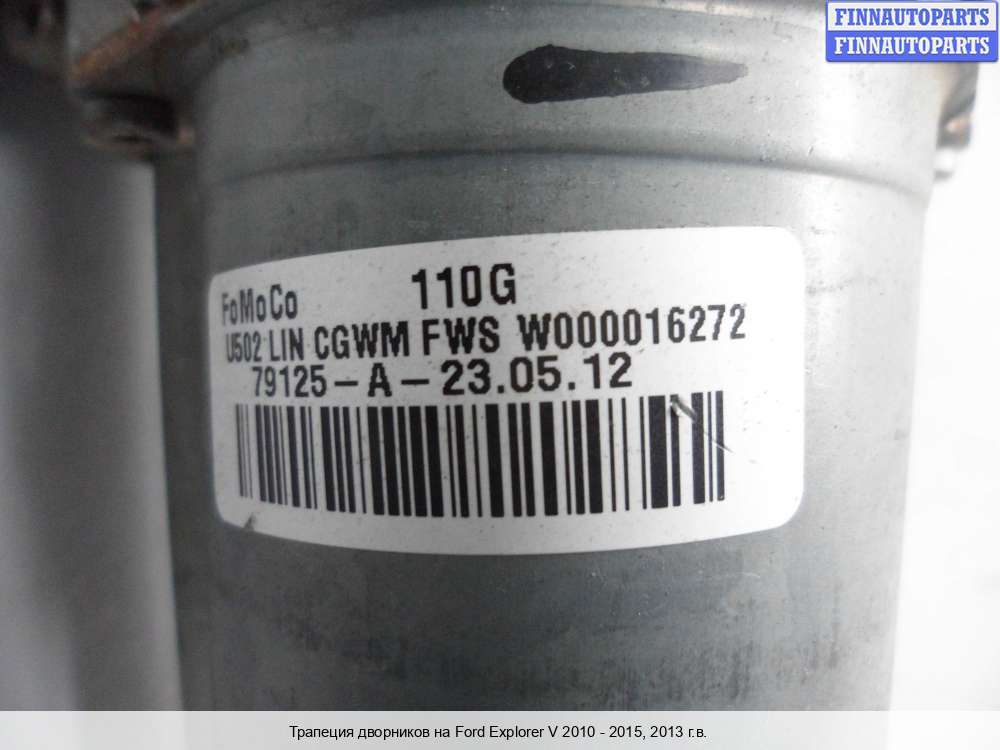 FINNAUTOPARTS
FINNAUTOPARTS
FoMoCo 110G
U502 LIN CGWM FWS W000016272
79125-A-23.05.12
Трапеция дворников на Ford Explorer V 2010 - 2015, 2013 г.в.